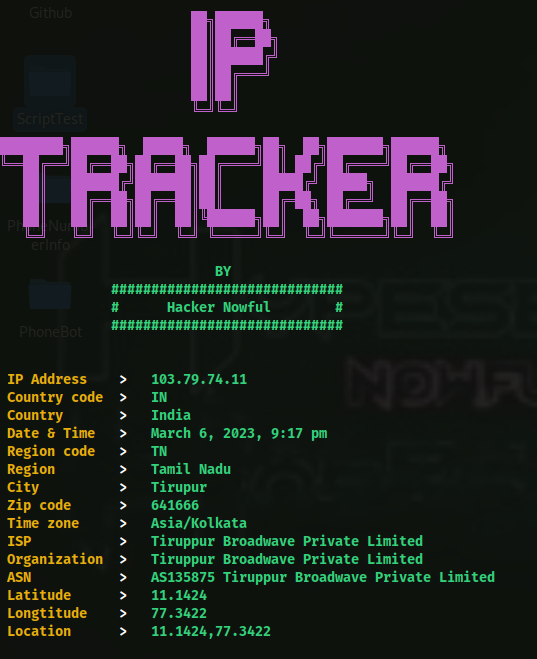 Github
IP
ScriptTest
TRACKER
PhoneNum
erInfo
BY
#############################
# Hacker Nowful #
#############################
PhoneBot
IP Address > 103.79.74.11
Country code > IN
Country > India
Date & Time > March 6, 2023, 9:17 pm
Region code > TN
Region > Tamil Nadu
City > Tirupur
Zip code > 641666
Time zone > Asia/Kolkata
ISP > Tiruppur Broadwave Private Limited
Organization > Tiruppur Broadwave Private Limited
ASN > AS135875 Tiruppur Broadwave Private Limited
Latitude > 11.1424
Longtitude > 77.3422
Location > 11.1424,77.3422